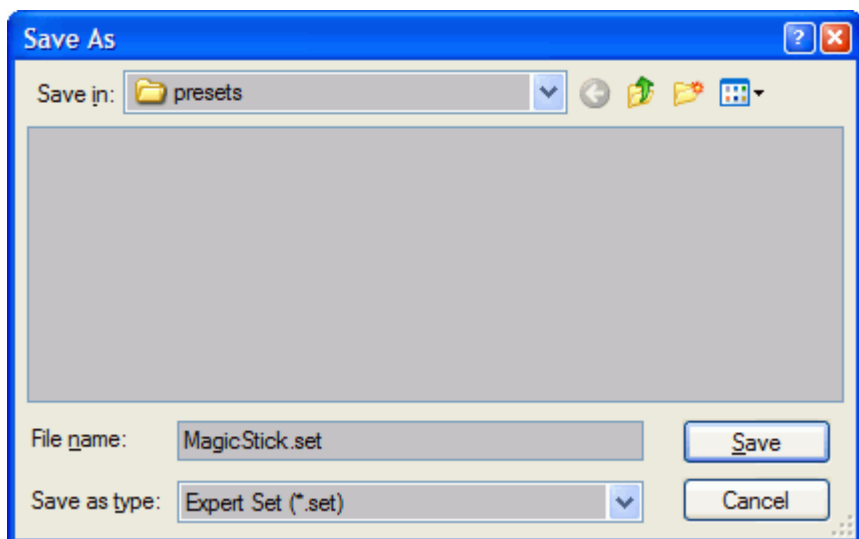 Save As
Save in: presets
File name: MagicStick.set
Save
Save as type: Expert Set (*.set)
Cancel